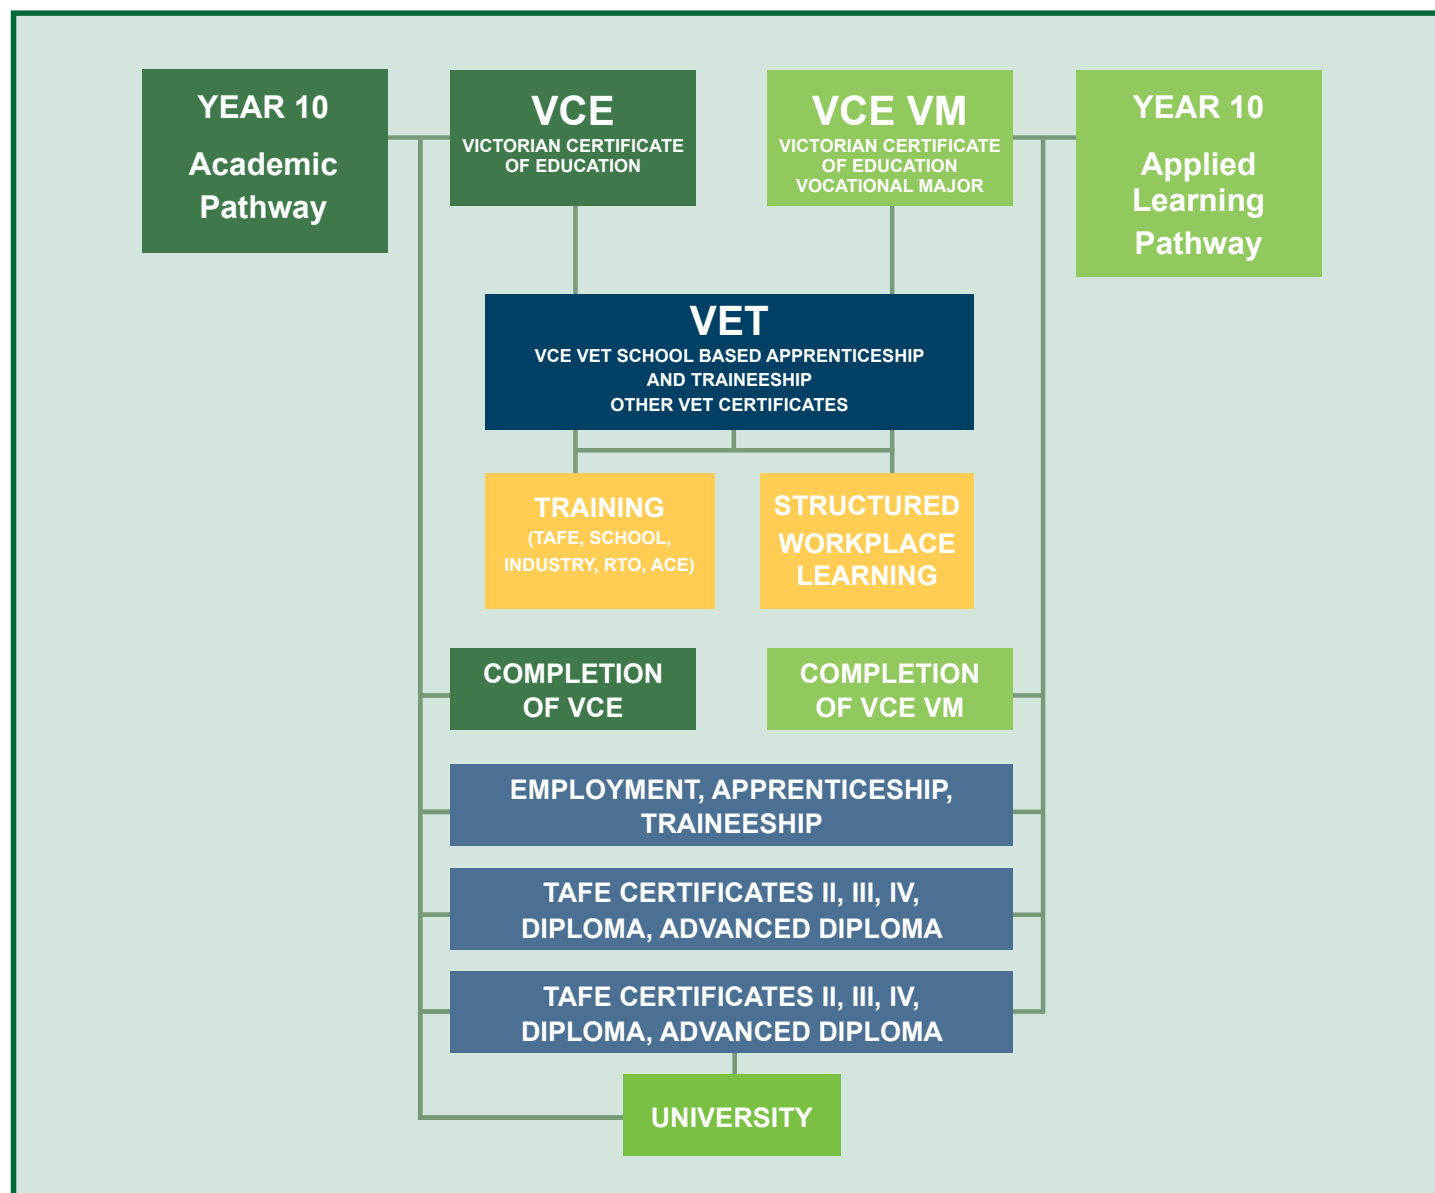 YEAR 10
Academic
Pathway
VCE
VICTORIAN CERTIFICATE
OF EDUCATION
VCE VM
VICTORIAN CERTIFICATE
OF EDUCATION
VOCATIONAL MAJOR
YEAR 10
Applied
Learning
Pathway
VET
VCE VET SCHOOL BASED APPRENTICESHIP
AND TRAINEESHIP
OTHER VET CERTIFICATES
TRAINING
(TAFE, SCHOOL,
INDUSTRY, RTO, ACE)
STRUCTURED
WORKPLACE
LEARNING
COMPLETION
OF VCE
COMPLETION
OF VCE VM
EMPLOYMENT, APPRENTICESHIP,
TRAINEESHIP
TAFE CERTIFICATES II, III, IV,
DIPLOMA, ADVANCED DIPLOMA
TAFE CERTIFICATES II, III, IV,
DIPLOMA, ADVANCED DIPLOMA
UNIVERSITY